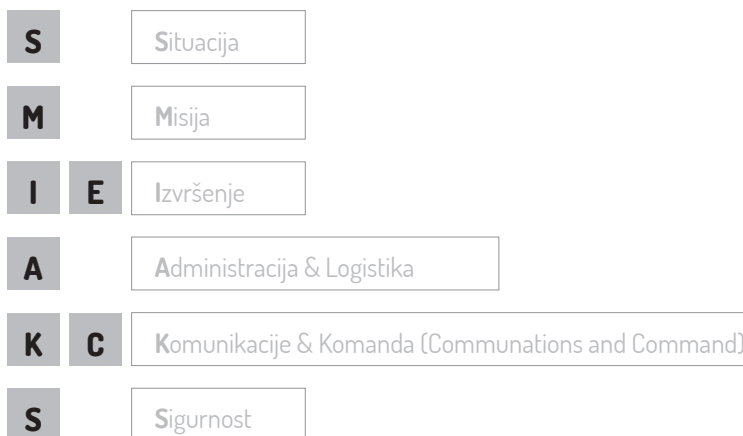 S Situacija
M Misija
I E Izvršenje
A Administracija & Logistika
K C Komunikacije & Komanda (Communations and Command)
S Sigurnost